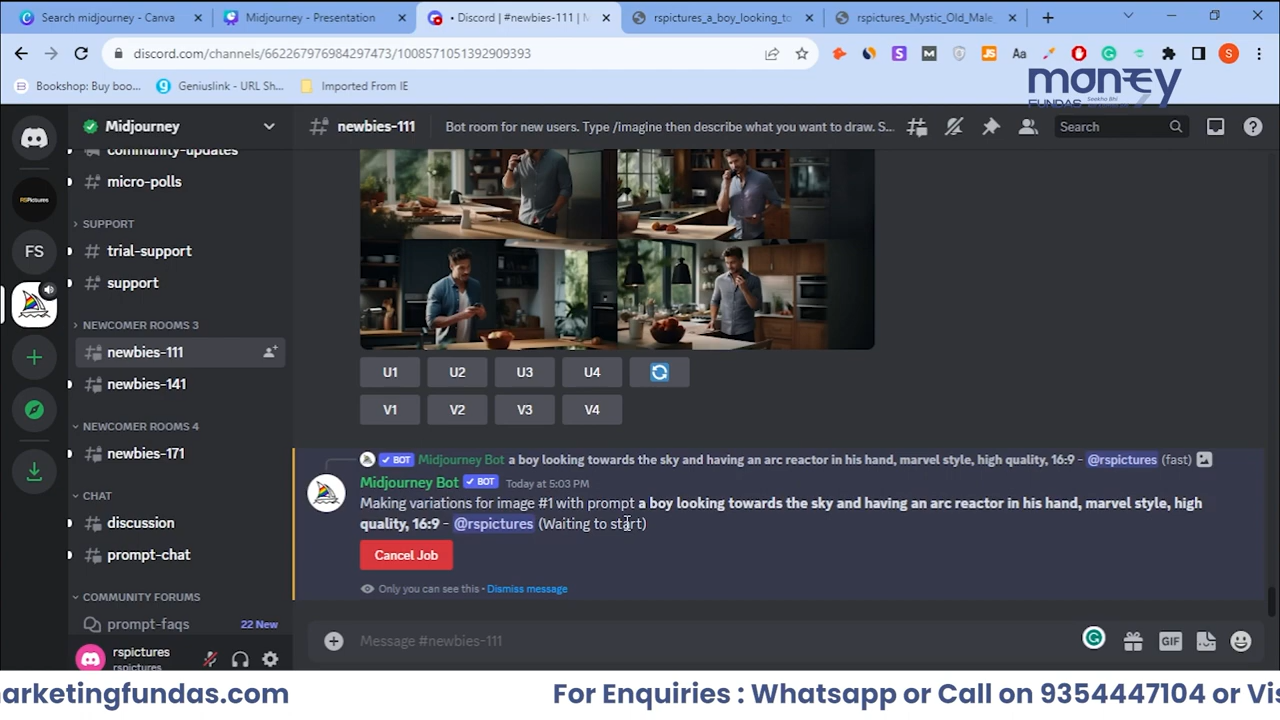 Search midjourney - Canva
Midjourney - Presentation
• Discord | #newbies-111 | M
rspictures_a_boy_looking_to
rspictures_Mystic_Old_Male_
discord.com/channels/662267976984297473/1008571051392909393
Bookshop: Buy boo...
Geniuslink - URL Sh...
Imported From IE
money
FUNDAS
Midjourney
newbies-111
Bot room for new users. Type /imagine then describe what you want to draw. S...
Search
community-updates
micro-polls
SUPPORT
trial-support
support
NEWCOMER ROOMS 3
newbies-111
newbies-141
NEWCOMER ROOMS 4
newbies-171
CHAT
discussion
prompt-chat
COMMUNITY FORUMS
prompt-faqs
22 New
rspictures
rspictures
RSPictures
FS
U1 U2 U3 U4
V1 V2 V3 V4
BOT Midjourney Bot a boy looking towards the sky and having an arc reactor in his hand, marvel style, high quality, 16:9 - @rspictures (fast)
Midjourney Bot BOT Today at 5:03 PM
Making variations for image #1 with prompt a boy looking towards the sky and having an arc reactor in his hand, marvel style, high
quality, 16:9 - @rspictures (Waiting to start)
Cancel Job
Only you can see this • Dismiss message
Message #newbies-111
GIF
marketingfundas.com
For Enquiries : Whatsapp or Call on 9354447104 or Vis